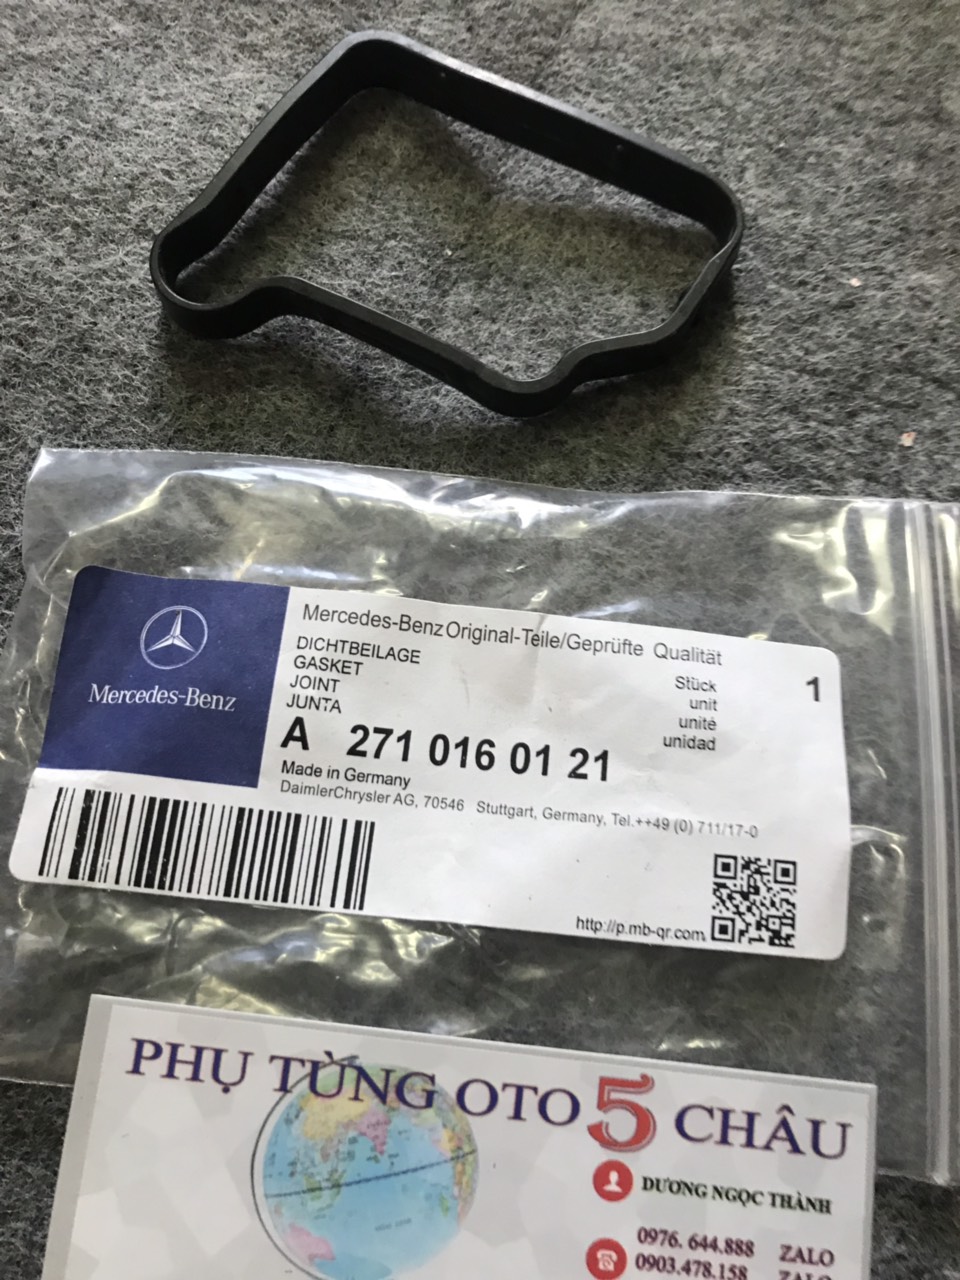 Mercedes-Benz
Mercedes-Benz Original-Teile/Geprüfte Qualität
DICHTBEILAGE
GASKET
JOINT
JUNTA
Stück
unit
unité
unidad
1
A 271 016 01 21
Made in Germany
DaimlerChrysler AG, 70546 Stuttgart, Germany, Tel.++49 (0) 711/17-0
http://p.mb-qr.com
PHỤ TÙNG OTO 5 CHÂU
DƯƠNG NGỌC THÀNH
0976. 644.888 ZALO
0903.478.158 ZALO